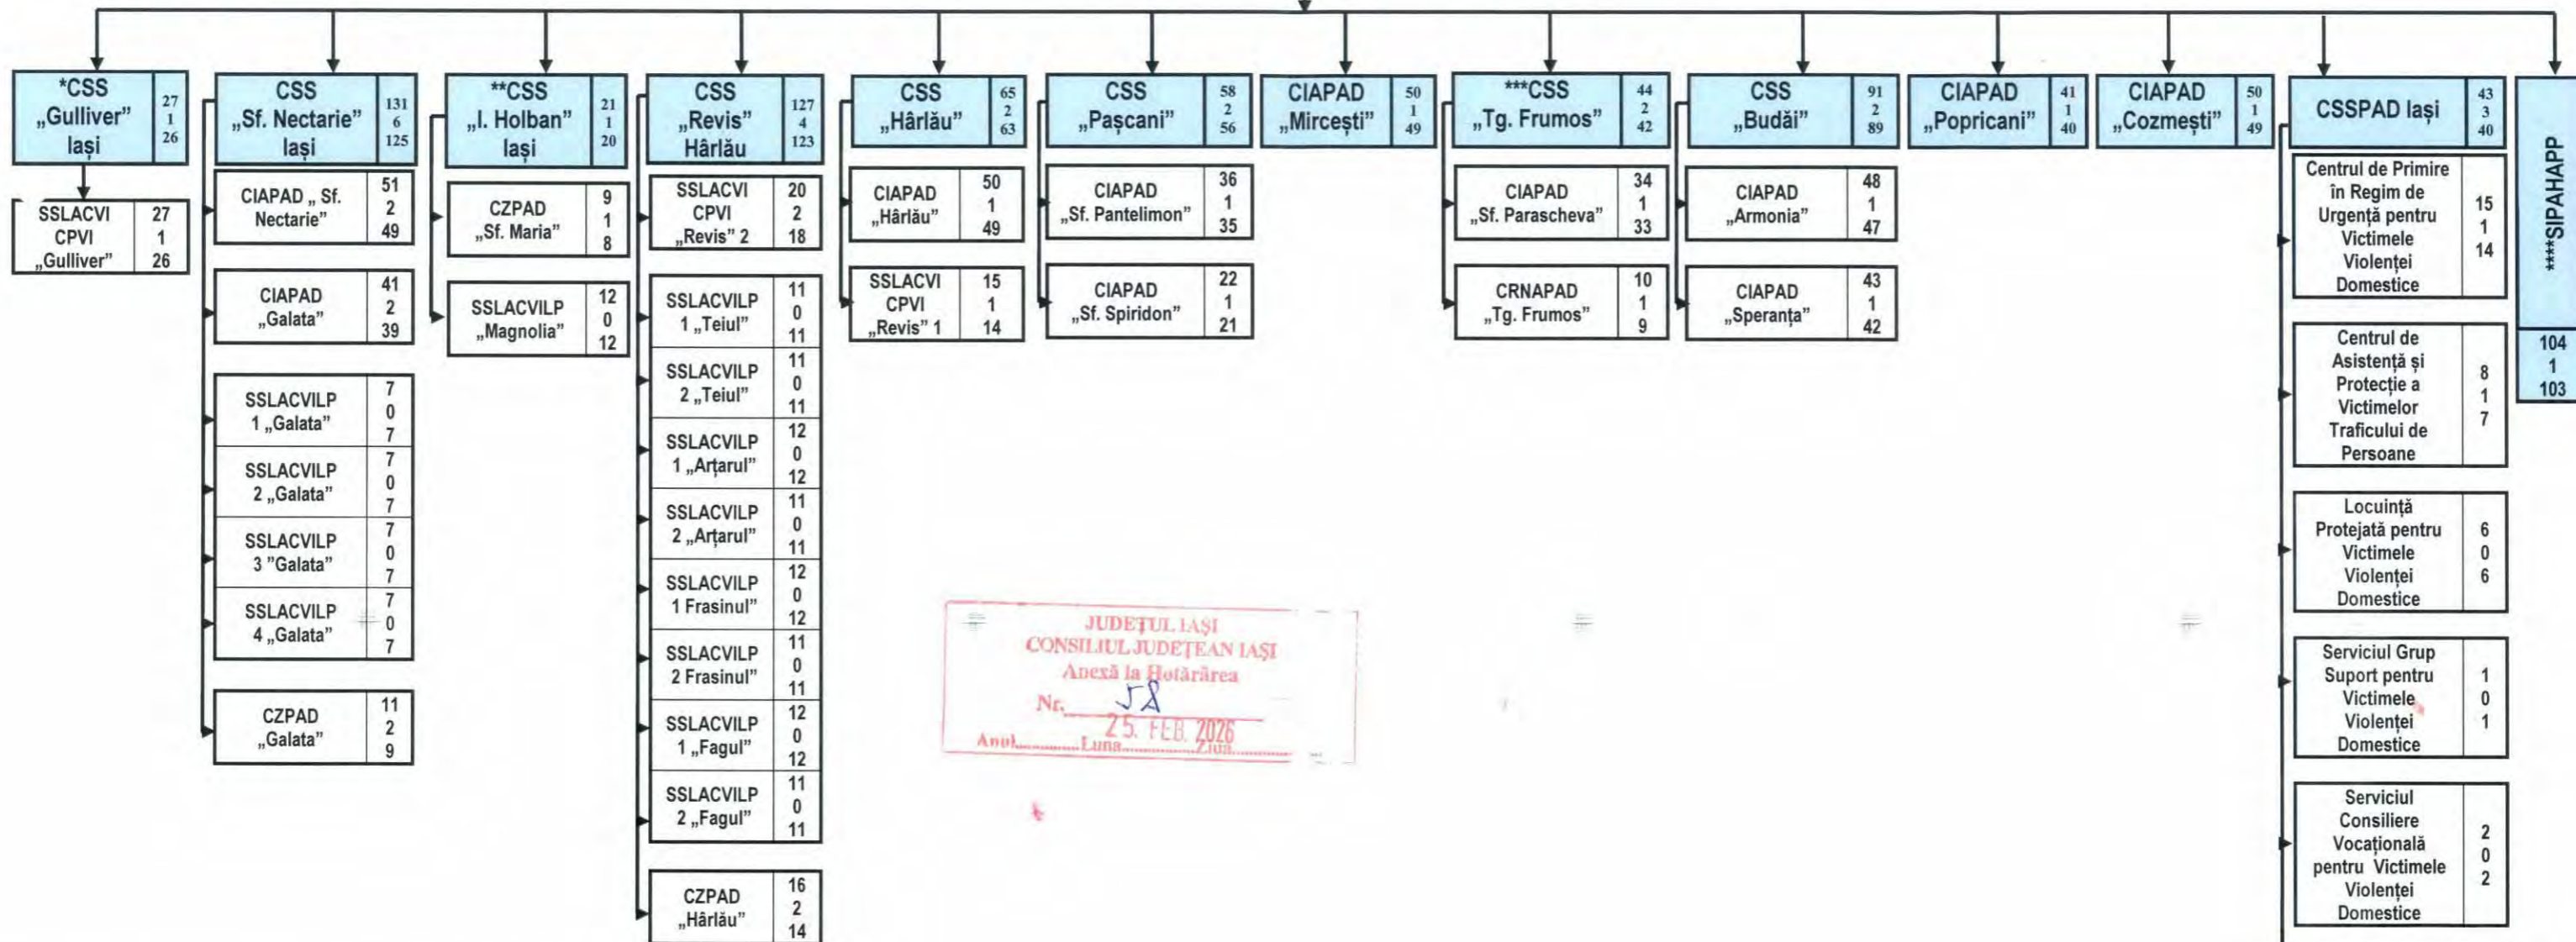 *CSS
„Gulliver”
Iași
27
1
26
SSLACVI
CPVI
„Gulliver”
27
1
26
CSS
„Sf. Nectarie”
Iași
131
6
125
CIAPAD „ Sf.
Nectarie”
51
2
49
CIAPAD
„Galata”
41
2
39
SSLACVILP
1 „Galata”
7
0
7
SSLACVILP
2 „Galata”
7
0
7
SSLACVILP
3 ”Galata”
7
0
7
SSLACVILP
4 „Galata”
7
0
7
CZPAD
„Galata”
11
2
9
**CSS
„I. Holban”
Iași
21
1
20
CZPAD
„Sf. Maria”
9
1
8
SSLACVILP
„Magnolia”
12
0
12
CSS
„Revis”
Hârlău
127
4
123
SSLACVI
CPVI
„Revis” 2
20
2
18
SSLACVILP
1 „Teiul”
11
0
11
SSLACVILP
2 „Teiul”
11
0
11
SSLACVILP
1 „Arțarul”
12
0
12
SSLACVILP
2 „Arțarul”
11
0
11
SSLACVILP
1 Frasinul”
12
0
12
SSLACVILP
2 Frasinul”
11
0
11
SSLACVILP
1 „Fagul”
12
0
12
SSLACVILP
2 „Fagul”
11
0
11
CZPAD
„Hârlău”
16
2
14
CSS
„Hârlău”
65
2
63
CIAPAD
„Hârlău”
50
1
49
SSLACVI
CPVI
„Revis” 1
15
1
14
CSS
„Pașcani”
58
2
56
CIAPAD
„Sf. Pantelimon”
36
1
35
CIAPAD
„Sf. Spiridon”
22
1
21
CIAPAD
„Mircești”
50
1
49
***CSS
„Tg. Frumos”
44
2
42
CIAPAD
„Sf. Parascheva”
34
1
33
CRNAPAD
„Tg. Frumos”
10
1
9
CSS
„Budăi”
91
2
89
CIAPAD
„Armonia”
48
1
47
CIAPAD
„Speranța”
43
1
42
CIAPAD
„Popricani”
41
1
40
CIAPAD
„Cozmești”
50
1
49
CSSPAD Iași
43
3
40
Centrul de Primire
în Regim de
Urgență pentru
Victimele
Violenței
Domestice
15
1
14
Centrul de
Asistență și
Protecție a
Victimelor
Traficului de
Persoane
8
1
7
Locuință
Protejată pentru
Victimele
Violenței
Domestice
6
0
6
Serviciul Grup
Suport pentru
Victimele
Violenței
Domestice
1
0
1
Serviciul
Consiliere
Vocațională
pentru Victimele
Violenței
Domestice
2
0
2
****SIPAHAPP
104
1
103
JUDEȚUL IAȘI
CONSILIUL JUDEȚEAN IAȘI
Anexă la Hotărârea
Nr. 58
25. FEB. 2026
Anul............Luna............Ziua............